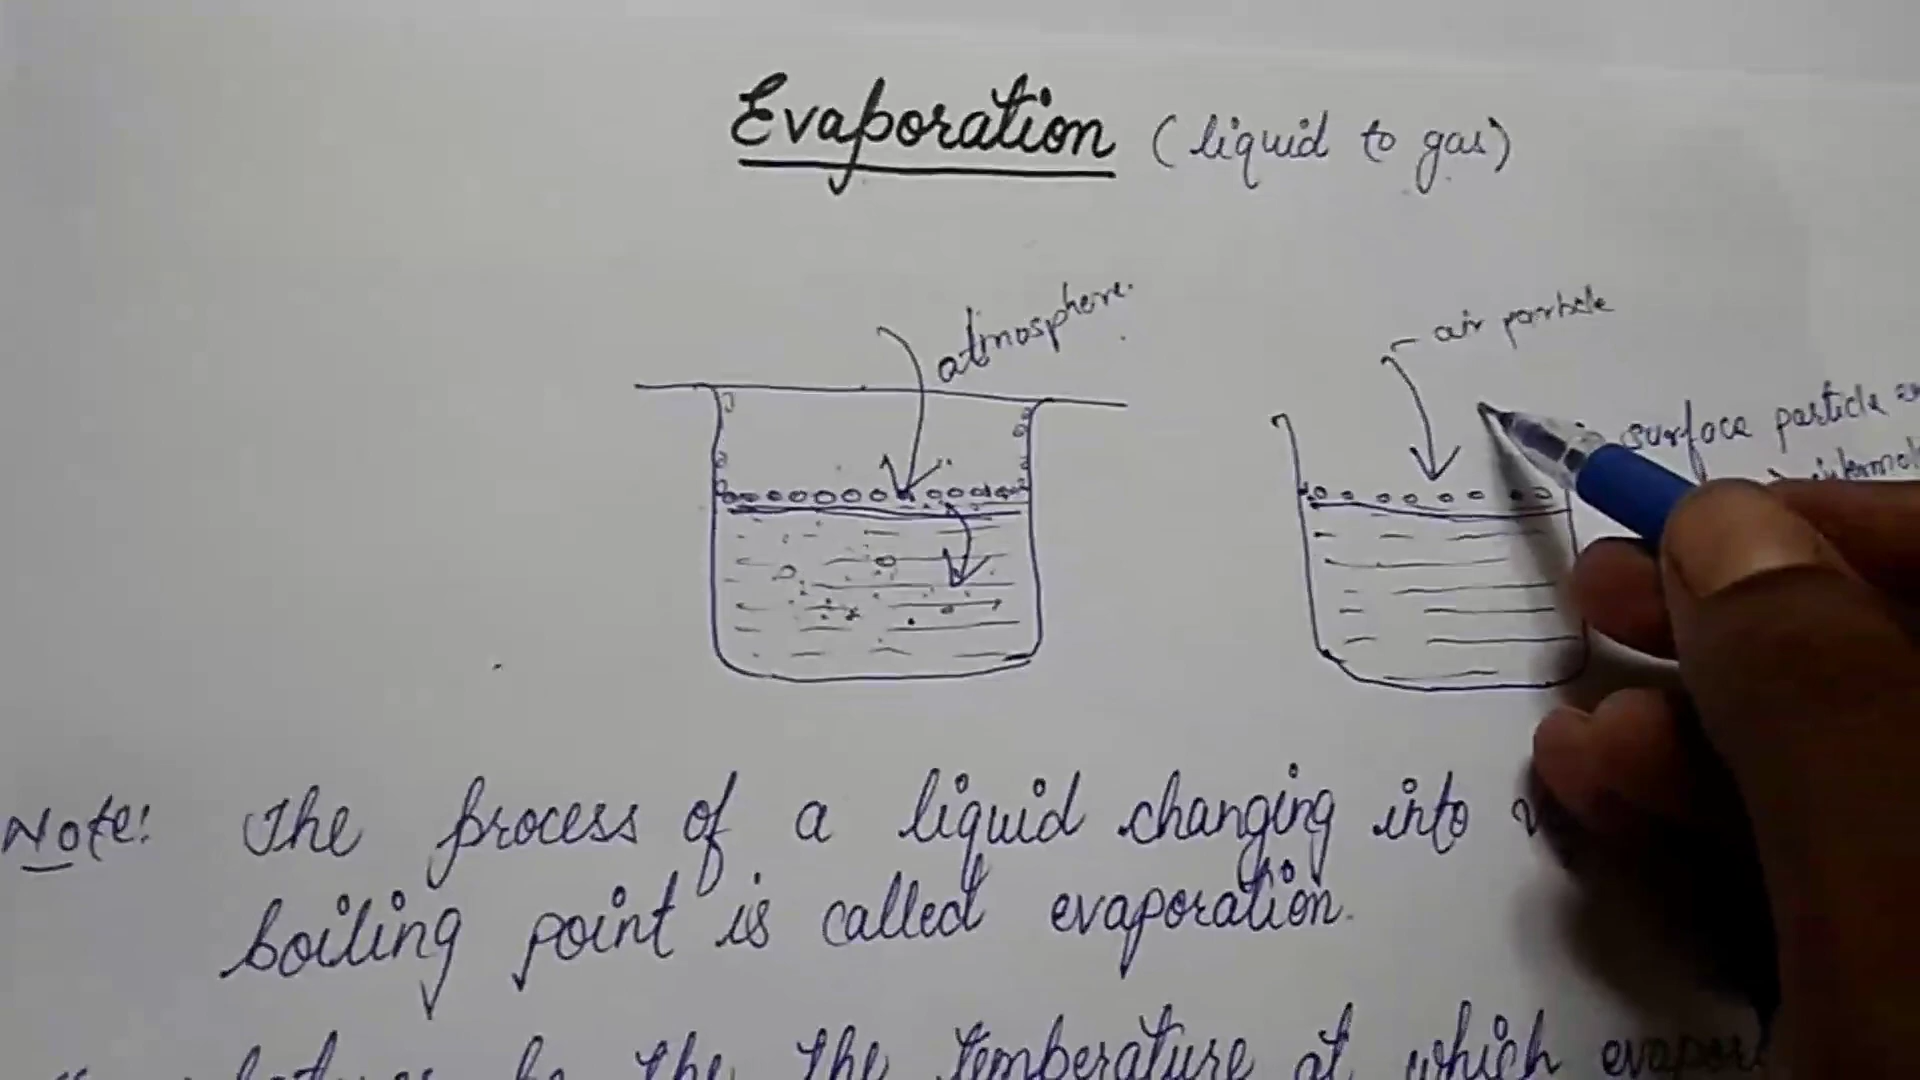 Evaporation (liquid to gas)
atmosphere.
air particle
surface particle
Note: The process of a liquid changing into
boiling point is called evaporation.
the the temperature at which